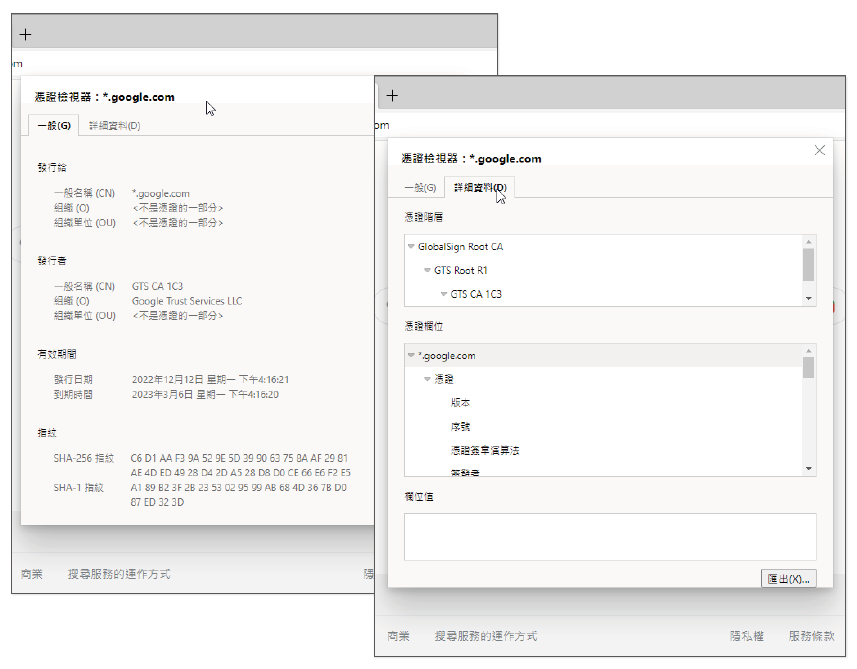 om
憑證檢視器：*.google.com
一般(G)
詳細資料(D)
發行給
一般名稱 (CN) *.google.com
組織 (O) <不是憑證的一部分>
組織單位 (OU) <不是憑證的一部分>
發行者
一般名稱 (CN) GTS CA 1C3
組織 (O) Google Trust Services LLC
組織單位 (OU) <不是憑證的一部分>
有效期間
發行日期 2022年12月12日 星期一 下午4:16:21
到期時間 2023年3月6日 星期一 下午4:16:20
指紋
SHA-256 指紋 C6 D1 AA F3 9A 52 9E 5D 39 90 63 75 8A AF 29 81
AE 4D ED 49 28 D4 2D A5 28 D8 D0 CE 66 E6 F2 E5
SHA-1 指紋 A1 89 B2 3F 2B 23 53 02 95 99 AB 68 4D 36 7B D0
87 ED 32 3D
商業
搜尋服務的運作方式
隱
om
憑證檢視器：*.google.com
一般(G)
詳細資料(D)
憑證階層
GlobalSign Root CA
GTS Root R1
GTS CA 1C3
憑證欄位
*.google.com
憑證
版本
序號
憑證簽章演算法
簽發者
欄位值
匯出(X)...
商業
搜尋服務的運作方式
隱私權
服務條款